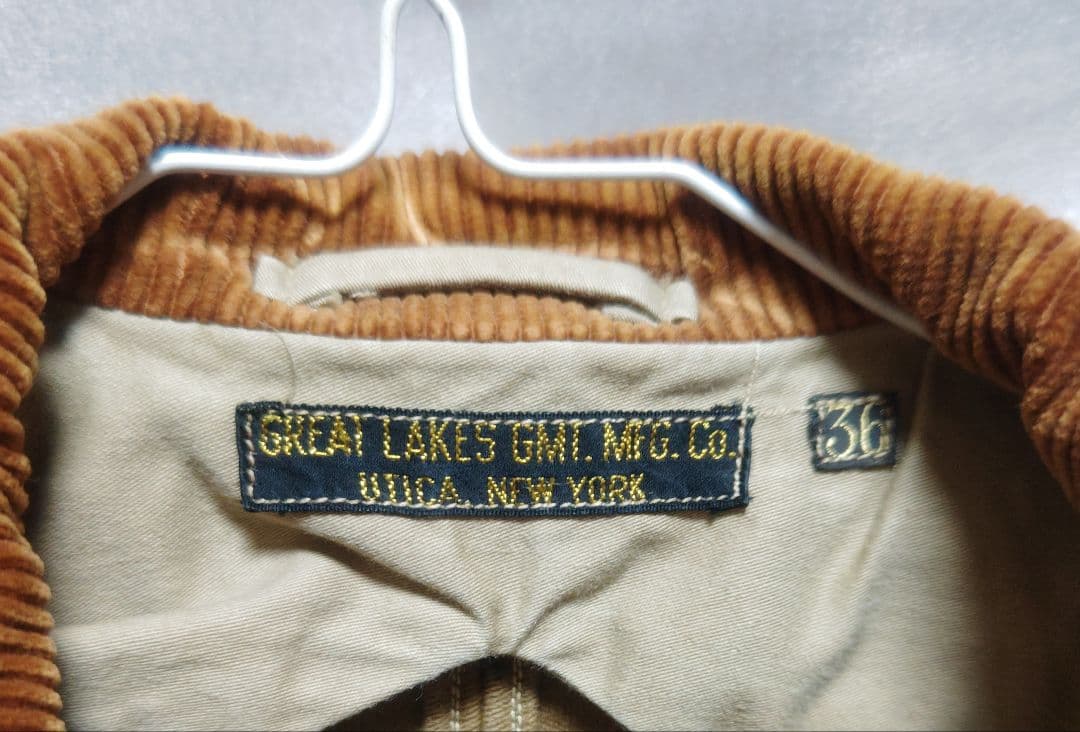 GREAT LAKES GMT. MFG. Co.
UTICA, NEW YORK
36